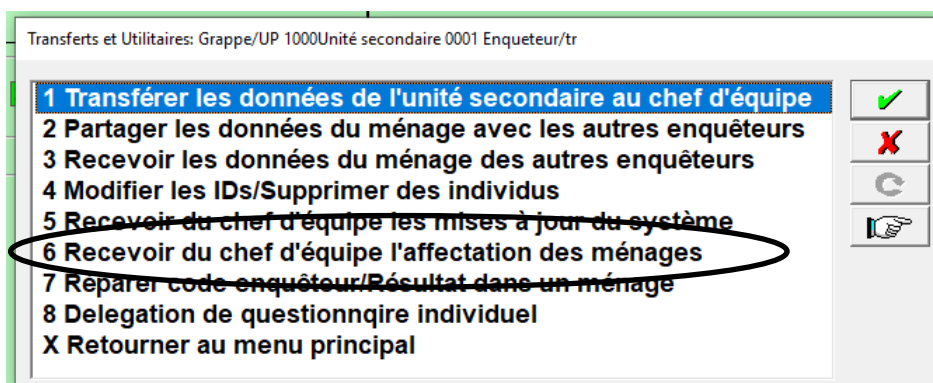 Transferts et Utilitaires: Grappe/UP 1000Unité secondaire 0001 Enqueteur/tr
1 Transférer les données de l'unité secondaire au chef d'équipe
2 Partager les données du ménage avec les autres enquêteurs
3 Recevoir les données du ménage des autres enquêteurs
4 Modifier les IDs/Supprimer des individus
5 Recevoir du chef d'équipe les mises à jour du système
6 Recevoir du chef d'équipe l'affectation des ménages
7 Réparer code enquêteur/Résultat dans un ménage
8 Delegation de questionnqire individuel
X Retourner au menu principal